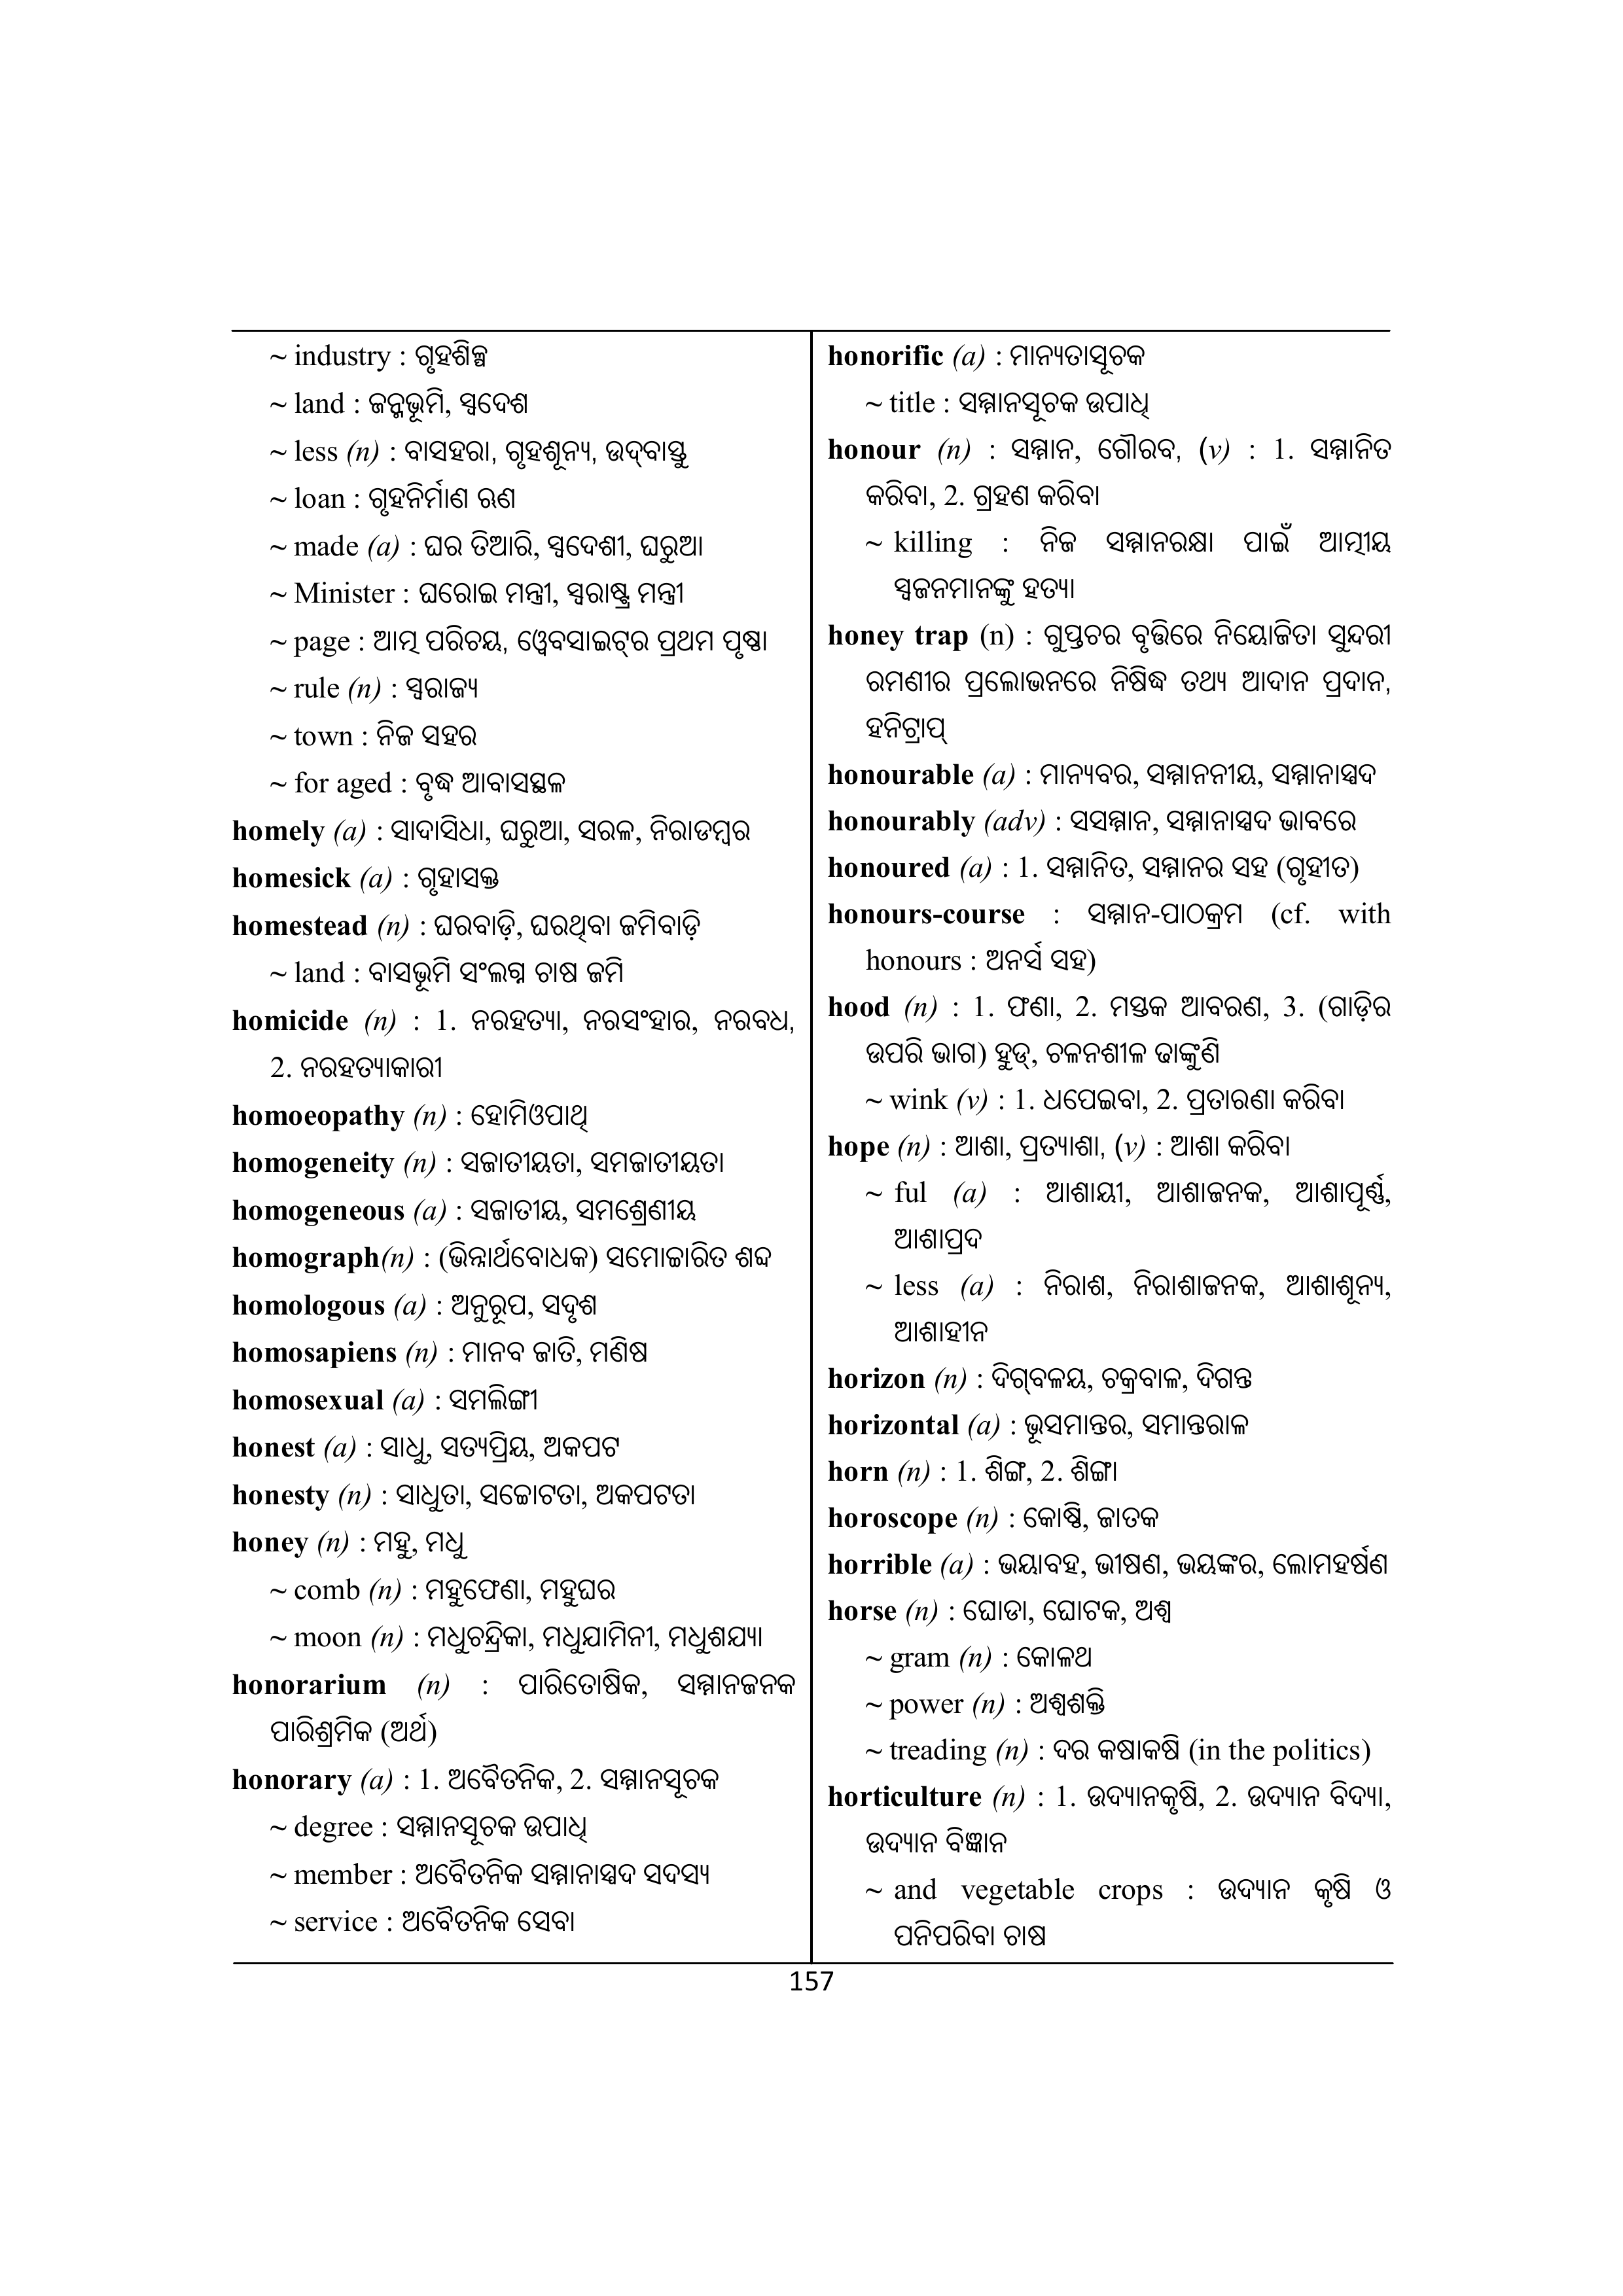 ~ industry : ଗୃହଶିଳ୍ପ
~ land : ଜନ୍ମଭୂମି, ସ୍ୱଦେଶ
~ less (n) : ବାସହରା, ଗୃହଶୂନ୍ୟ, ଉଦ୍‌ବାସ୍ତୁ
~ loan : ଗୃହନିର୍ମାଣ ଋଣ
~ made (a) : ଘର ତିଆରି, ସ୍ୱଦେଶୀ, ଘରୁଆ
~ Minister : ଘରୋଇ ମନ୍ତ୍ରୀ, ସ୍ୱରାଷ୍ଟ୍ର ମନ୍ତ୍ରୀ
~ page : ଆତ୍ମ ପରିଚୟ, ୱେବସାଇଟ୍‌ର ପ୍ରଥମ ପୃଷ୍ଠା
~ rule (n) : ସ୍ୱରାଜ୍ୟ
~ town : ନିଜ ସହର
~ for aged : ବୃଦ୍ଧ ଆବାସସ୍ଥଳ
homely (a) : ସାଦାସିଧା, ଘରୁଆ, ସରଳ, ନିରାଡମ୍ବର
homesick (a) : ଗୃହାସକ୍ତ
homestead (n) : ଘରବାଡ଼ି, ଘରଥିବା ଜମିବାଡ଼ି
~ land : ବାସଭୂମି ସଂଲଗ୍ନ ଚାଷ ଜମି
homicide (n) : 1. ନରହତ୍ୟା, ନରସଂହାର, ନରବଧ,
2. ନରହତ୍ୟାକାରୀ
homoeopathy (n) : ହୋମିଓପାଥି
homogeneity (n) : ସଜାତୀୟତା, ସମଜାତୀୟତା
homogeneous (a) : ସଜାତୀୟ, ସମଶ୍ରେଣୀୟ
homograph(n) : (ଭିନ୍ନାର୍ଥବୋଧକ) ସମୋଚ୍ଚାରିତ ଶବ୍ଦ
homologous (a) : ଅନୁରୂପ, ସଦୃଶ
homosapiens (n) : ମାନବ ଜାତି, ମଣିଷ
homosexual (a) : ସମଲିଙ୍ଗୀ
honest (a) : ସାଧୁ, ସତ୍ୟପ୍ରିୟ, ଅକପଟ
honesty (n) : ସାଧୁତା, ସଚ୍ଚୋଟତା, ଅକପଟତା
honey (n) : ମହୁ, ମଧୁ
~ comb (n) : ମହୁଫେଣା, ମହୁଘର
~ moon (n) : ମଧୁଚନ୍ଦ୍ରିକା, ମଧୁଯାମିନୀ, ମଧୁଶଯ୍ୟା
honorarium (n) : ପାରିତୋଷିକ, ସମ୍ମାନଜନକ
ପାରିଶ୍ରମିକ (ଅର୍ଥ)
honorary (a) : 1. ଅବୈତନିକ, 2. ସମ୍ମାନସୂଚକ
~ degree : ସମ୍ମାନସୂଚକ ଉପାଧି
~ member : ଅବୈତନିକ ସମ୍ମାନାସ୍ପଦ ସଦସ୍ୟ
~ service : ଅବୈତନିକ ସେବା
honorific (a) : ମାନ୍ୟତାସୂଚକ
~ title : ସମ୍ମାନସୂଚକ ଉପାଧି
honour (n) : ସମ୍ମାନ, ଗୌରବ, (v) : 1. ସମ୍ମାନିତ
କରିବା, 2. ଗ୍ରହଣ କରିବା
~ killing : ନିଜ ସମ୍ମାନରକ୍ଷା ପାଇଁ ଆତ୍ମୀୟ
ସ୍ୱଜନମାନଙ୍କୁ ହତ୍ୟା
honey trap (n) : ଗୁପ୍ତଚର ବୃତ୍ତିରେ ନିୟୋଜିତା ସୁନ୍ଦରୀ
ରମଣୀର ପ୍ରଲୋଭନରେ ନିଷିଦ୍ଧ ତଥ୍ୟ ଆଦାନ ପ୍ରଦାନ,
ହନିଟ୍ରାପ୍
honourable (a) : ମାନ୍ୟବର, ସମ୍ମାନନୀୟ, ସମ୍ମାନାସ୍ପଦ
honourably (adv) : ସସମ୍ମାନ, ସମ୍ମାନାସ୍ପଦ ଭାବରେ
honoured (a) : 1. ସମ୍ମାନିତ, ସମ୍ମାନର ସହ (ଗୃହୀତ)
honours-course : ସମ୍ମାନ-ପାଠକ୍ରମ (cf. with
honours : ଅନର୍ସ ସହ)
hood (n) : 1. ଫଣା, 2. ମସ୍ତକ ଆବରଣ, 3. (ଗାଡ଼ିର
ଉପରି ଭାଗ) ହୁଡ୍, ଚଳନଶୀଳ ଢାଙ୍କୁଣି
~ wink (v) : 1. ଧପେଇବା, 2. ପ୍ରତାରଣା କରିବା
hope (n) : ଆଶା, ପ୍ରତ୍ୟାଶା, (v) : ଆଶା କରିବା
~ ful (a) : ଆଶାୟୀ, ଆଶାଜନକ, ଆଶାପୂର୍ଣ୍ଣ,
ଆଶାପ୍ରଦ
~ less (a) : ନିରାଶ, ନିରାଶାଜନକ, ଆଶାଶୂନ୍ୟ,
ଆଶାହୀନ
horizon (n) : ଦିଗ୍‌ବଳୟ, ଚକ୍ରବାଳ, ଦିଗନ୍ତ
horizontal (a) : ଭୂସମାନ୍ତର, ସମାନ୍ତରାଳ
horn (n) : 1. ଶିଙ୍ଗ, 2. ଶିଙ୍ଗା
horoscope (n) : କୋଷ୍ଠି, ଜାତକ
horrible (a) : ଭୟାବହ, ଭୀଷଣ, ଭୟଙ୍କର, ଲୋମହର୍ଷଣ
horse (n) : ଘୋଡା, ଘୋଟକ, ଅଶ୍ୱ
~ gram (n) : କୋଳଥ
~ power (n) : ଅଶ୍ୱଶକ୍ତି
~ treading (n) : ଦର କଷାକଷି (in the politics)
horticulture (n) : 1. ଉଦ୍ୟାନକୃଷି, 2. ଉଦ୍ୟାନ ବିଦ୍ୟା,
ଉଦ୍ୟାନ ବିଜ୍ଞାନ
~ and vegetable crops : ଉଦ୍ୟାନ କୃଷି ଓ
ପନିପରିବା ଚାଷ
157